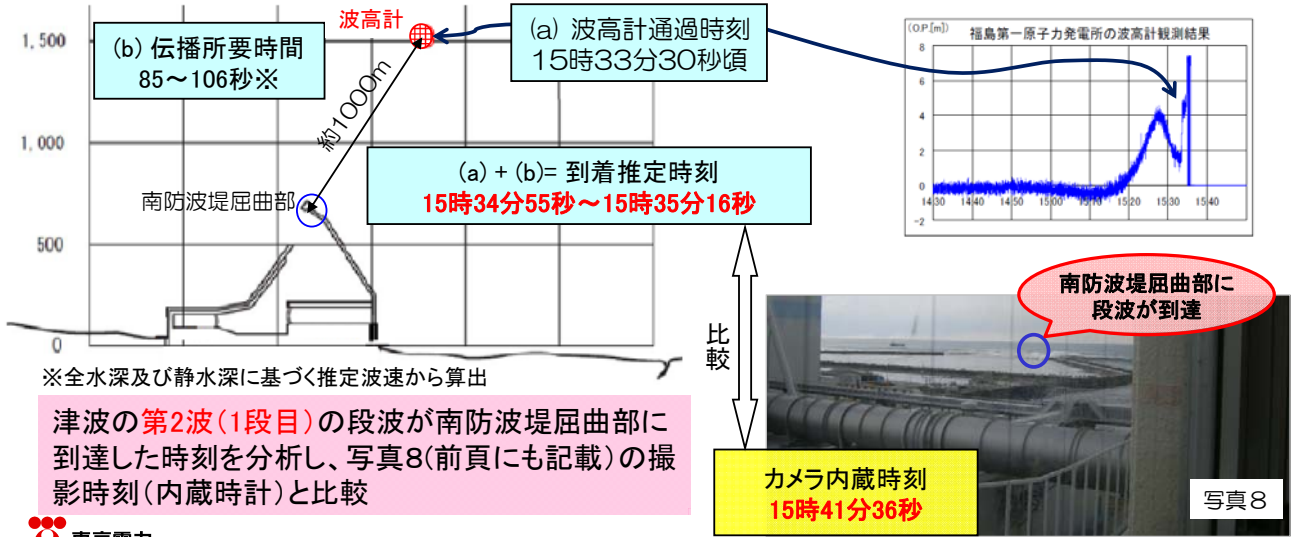 波高計
(a) 波高計通過時刻
15時33分30秒頃
(b) 伝播所要時間
85~106秒※
約1000m
1,500
1,000
500
0
南防波堤屈曲部
(a) + (b)= 到着推定時刻
15時34分55秒~15時35分16秒
(O.P.[m])
福島第一原子力発電所の波高計観測結果
8
6
4
2
0
-2
14:30 14:40 14:50 15:00 15:10 15:20 15:30 15:40
南防波堤屈曲部に
段波が到達
比較
※全水深及び静水深に基づく推定波速から算出
津波の第2波(1段目)の段波が南防波堤屈曲部に
到達した時刻を分析し、写真8(前頁にも記載)の撮
影時刻(内蔵時計)と比較
カメラ内蔵時刻
15時41分36秒
写真8
東京電力